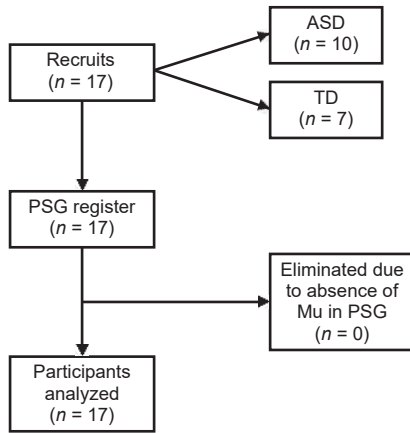 Recruits
(n = 17)
ASD
(n = 10)
TD
(n = 7)
PSG register
(n = 17)
Eliminated due
to absence of
Mu in PSG
(n = 0)
Participants
analyzed
(n = 17)